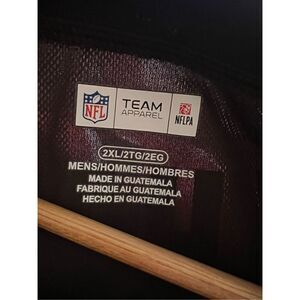 NFL
TEAM
APPAREL
NFLPA
2XL/2TG/2EG
MENS/HOMMES/HOMBRES
MADE IN GUATEMALA
FABRIQUE AU GUATEMALA
HECHO EN GUATEMALA